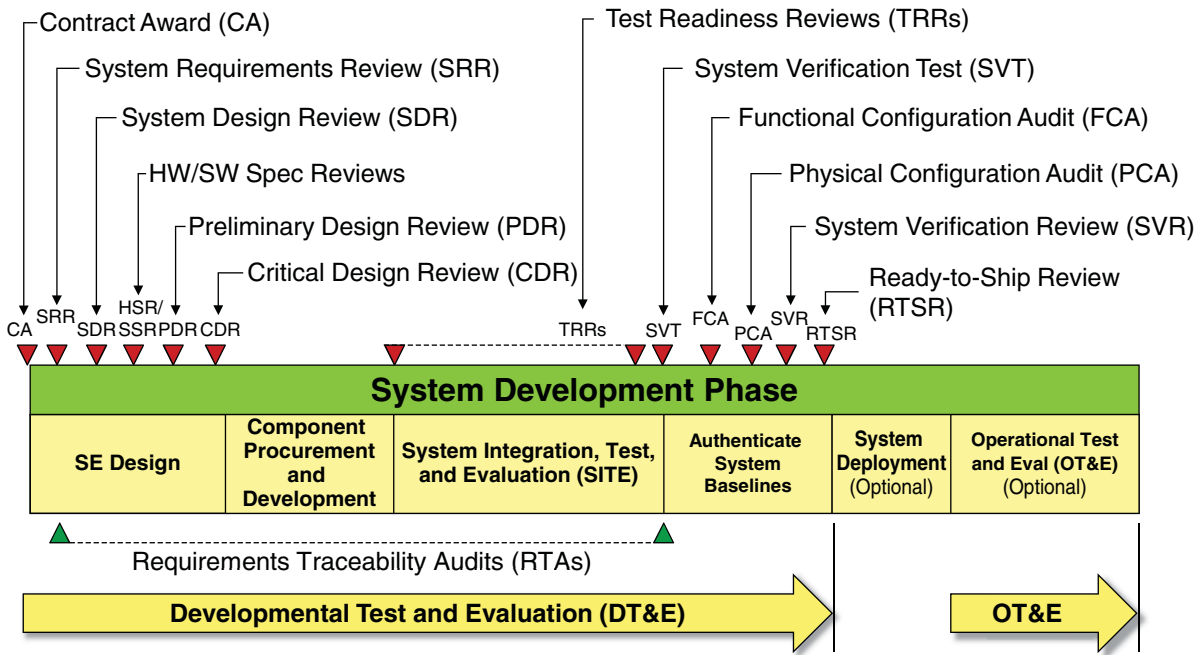 Contract Award (CA)
Test Readiness Reviews (TRRs)
System Requirements Review (SRR)
System Verification Test (SVT)
System Design Review (SDR)
Functional Configuration Audit (FCA)
HW/SW Spec Reviews
Physical Configuration Audit (PCA)
Preliminary Design Review (PDR)
System Verification Review (SVR)
Critical Design Review (CDR)
Ready-to-Ship Review
(RTSR)
CA
SRR
SDR
HSR/
SSR
PDR
CDR
TRRs
SVT
FCA
PCA
SVR
RTSR
System Development Phase
SE Design
Component
Procurement
and
Development
System Integration, Test,
and Evaluation (SITE)
Authenticate
System
Baselines
System
Deployment
(Optional)
Operational Test
and Eval (OT&E)
(Optional)
Requirements Traceability Audits (RTAs)
Developmental Test and Evaluation (DT&E)
OT&E